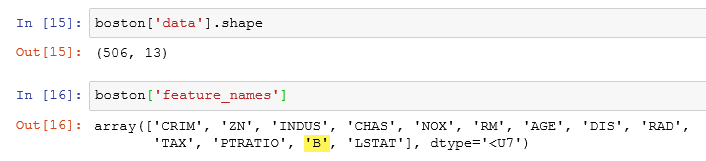 In [15]: boston['data'].shape
Out[15]: (506, 13)
In [16]: boston['feature_names']
Out[16]: array(['CRIM', 'ZN', 'INDUS', 'CHAS', 'NOX', 'RM', 'AGE', 'DIS', 'RAD',
'TAX', 'PTRATIO', 'B', 'LSTAT'], dtype='<U7')